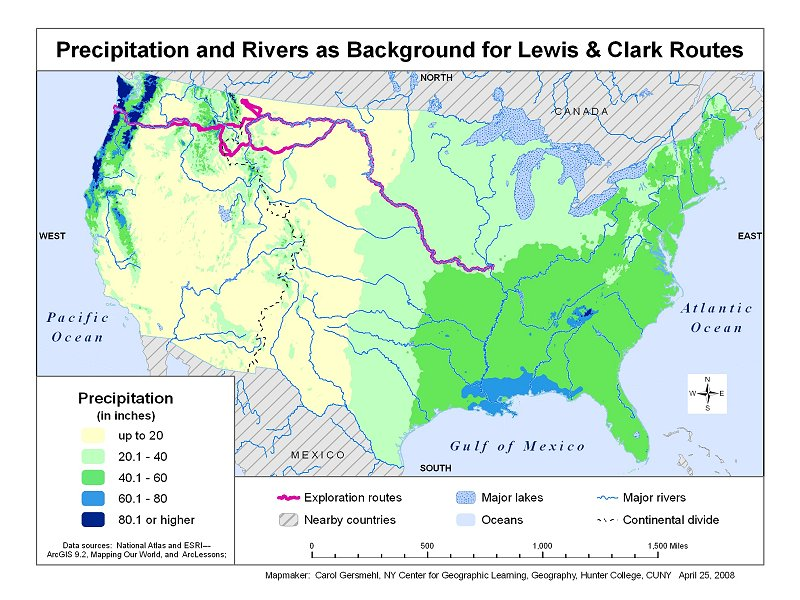 Precipitation and Rivers as Background for Lewis & Clark Routes
NORTH
CANADA
WEST
EAST
Pacific
Ocean
Atlantic
Ocean
N
W E
S
MEXICO
Gulf of Mexico
SOUTH
Precipitation
(in inches)
up to 20
20.1 - 40
40.1 - 60
60.1 - 80
80.1 or higher
Data sources: National Atlas and ESRI—
ArcGIS 9.2, Mapping Our World, and ArcLessons;
Exploration routes
Major lakes
Major rivers
Nearby countries
Oceans
Continental divide
0 500 1,000 1,500 Miles
Mapmaker: Carol Gersmehl, NY Center for Geographic Learning, Geography, Hunter College, CUNY April 25, 2008